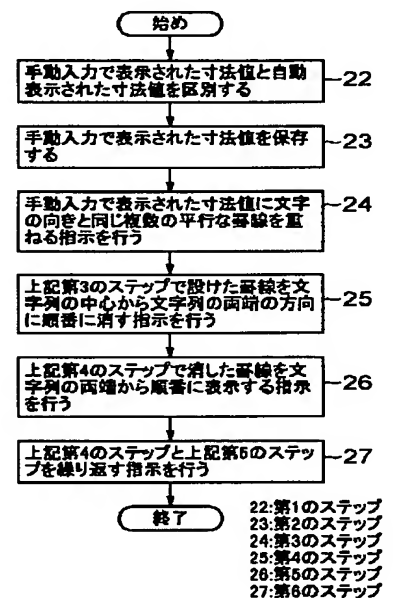 始め
手動入力で表示された寸法値と自動
表示された寸法値を区別する
22
手動入力で表示された寸法値を保存
する
23
手動入力で表示された寸法値に文字
の向きと同じ複数の平行な罫線を重
ねる指示を行う
24
上記第3のステップで設けた罫線を文
字列の中心から文字列の両端の方向
に順番に消す指示を行う
25
上記第4のステップで消した罫線を文
字列の両端から順番に表示する指示
を行う
26
上記第4のステップと上記第5のステッ
プを繰り返す指示を行う
27
終了
22:第1のステップ
23:第2のステップ
24:第3のステップ
25:第4のステップ
26:第5のステップ
27:第6のステップ